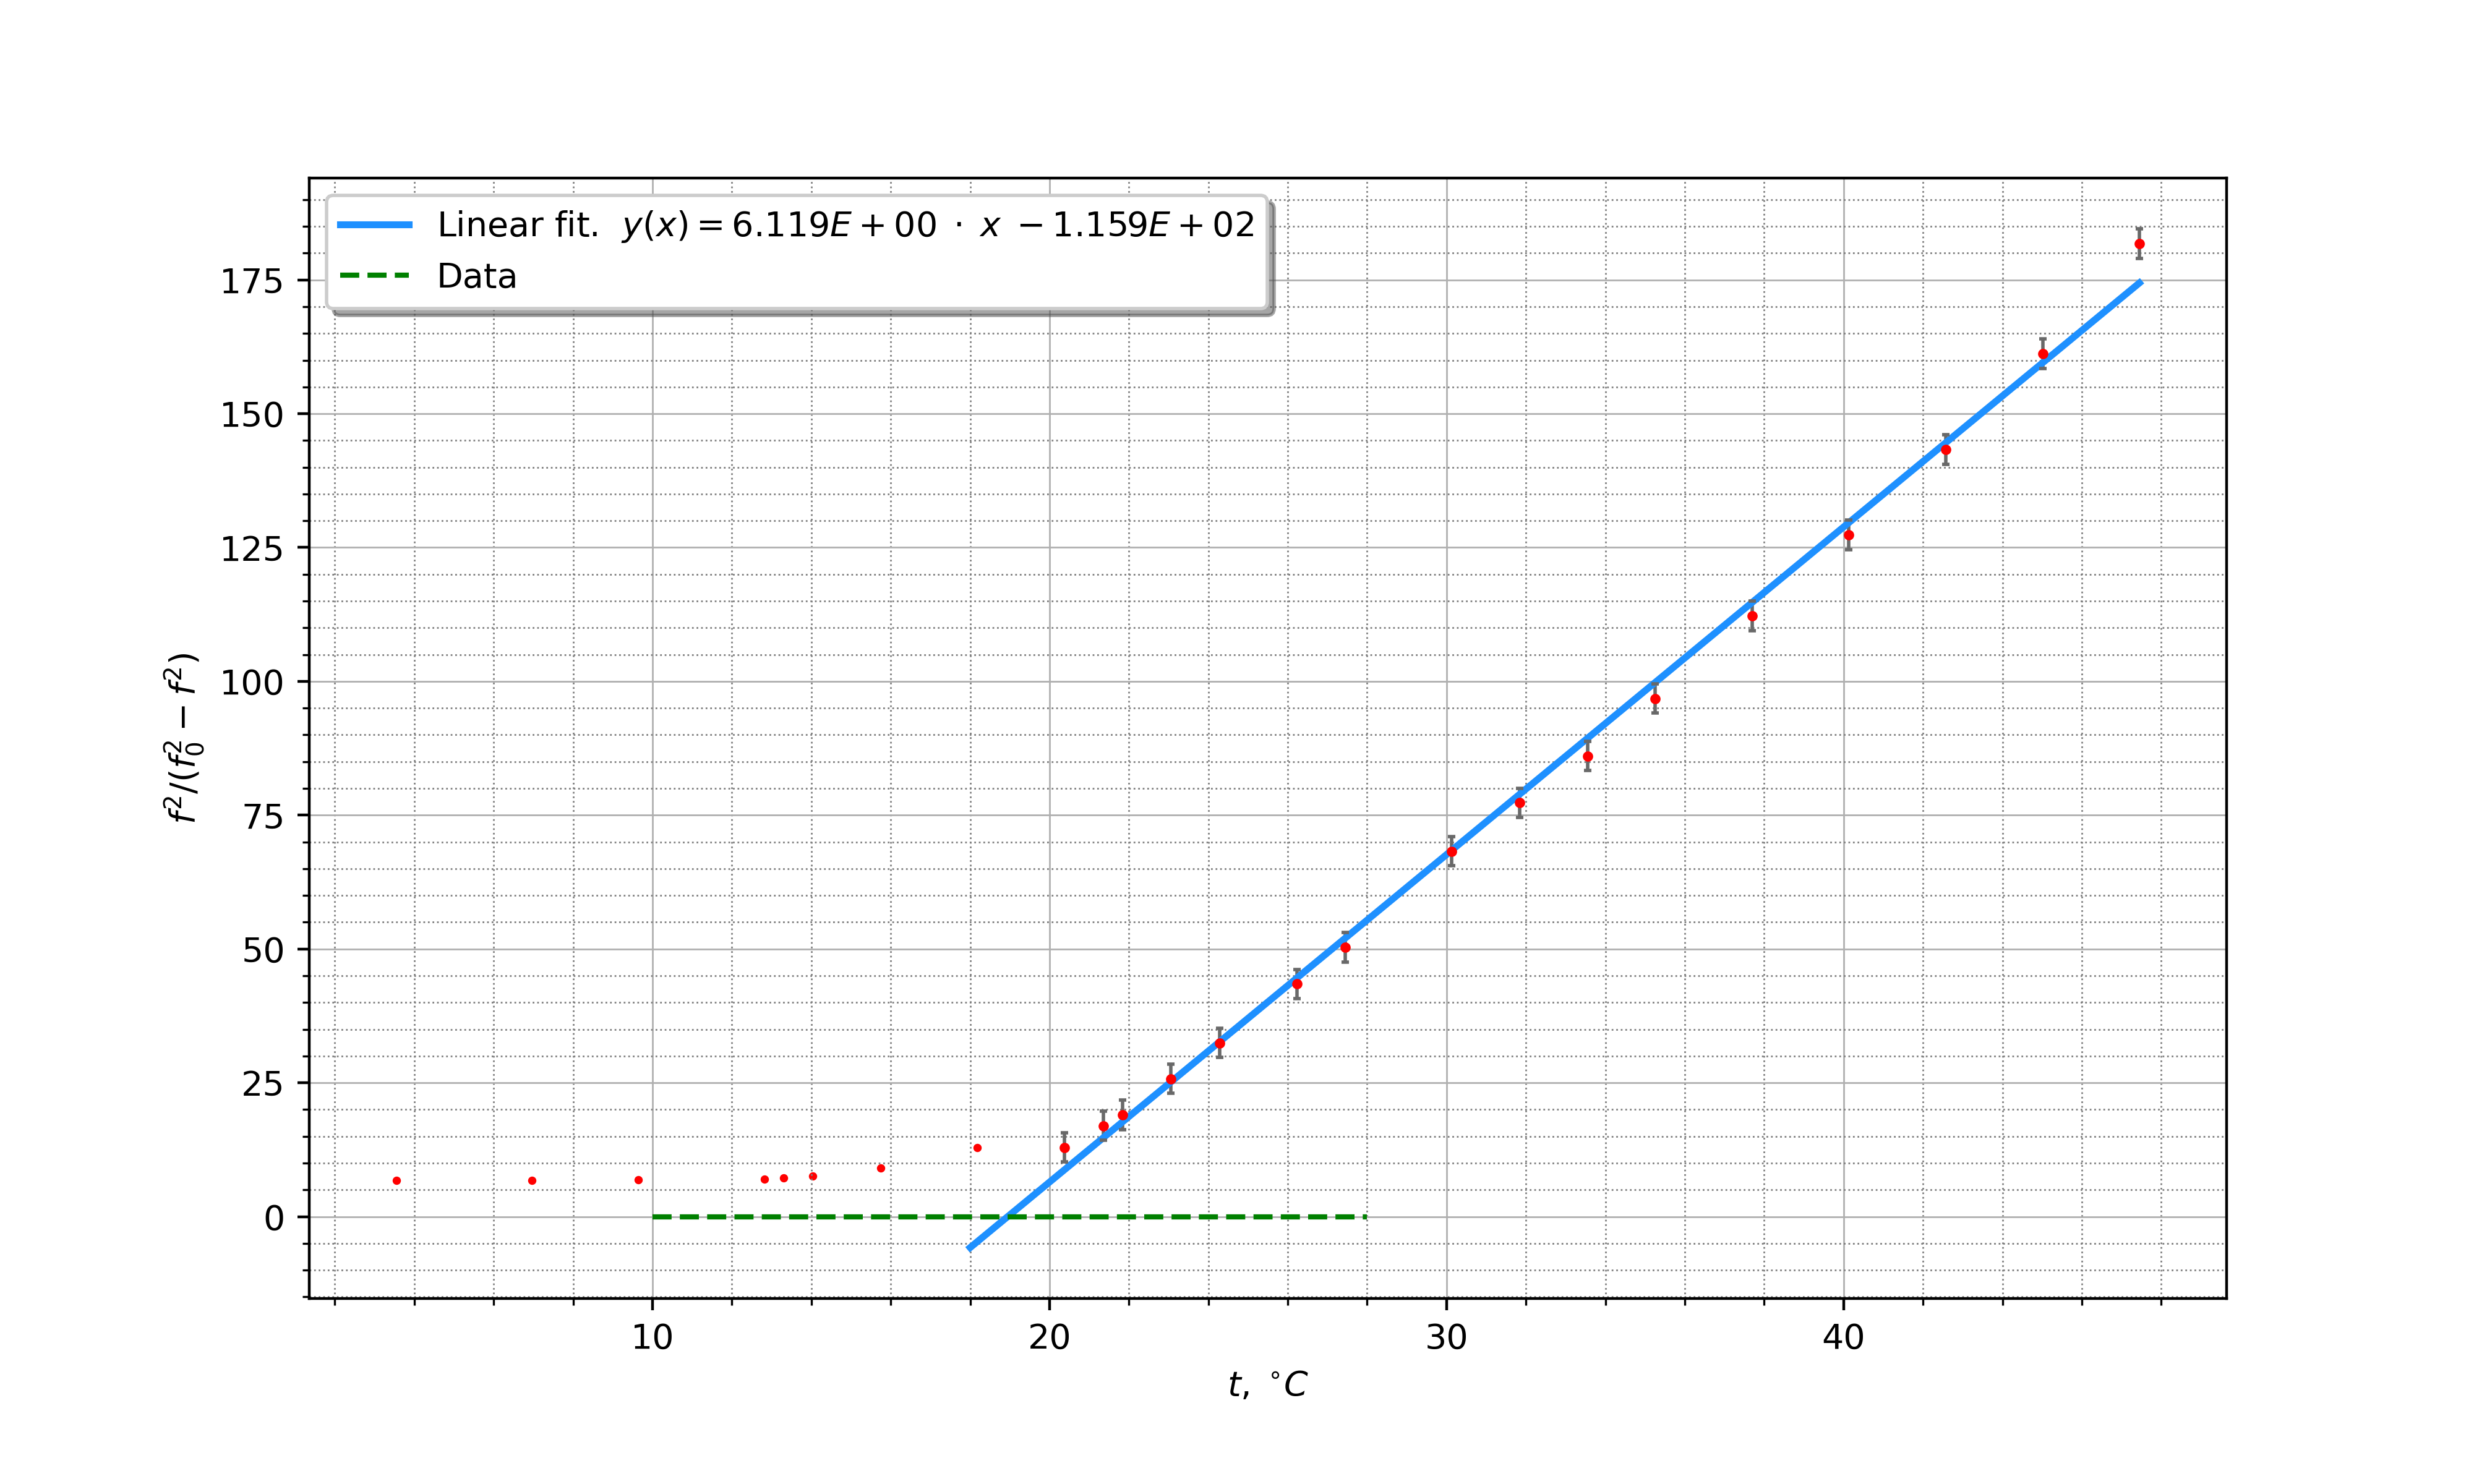 Linear fit. y(x) = 6.119E + 00 · x − 1.159E + 02
Data
175
150
125
100
75
50
25
0
f²/(f₀² − f²)
10 20 30 40
t, °C